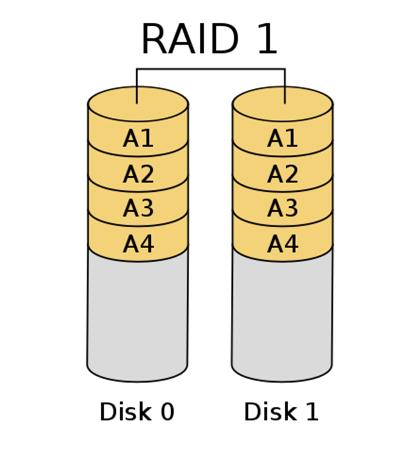 RAID 1
A1 A1
A2 A2
A3 A3
A4 A4
Disk 0 Disk 1